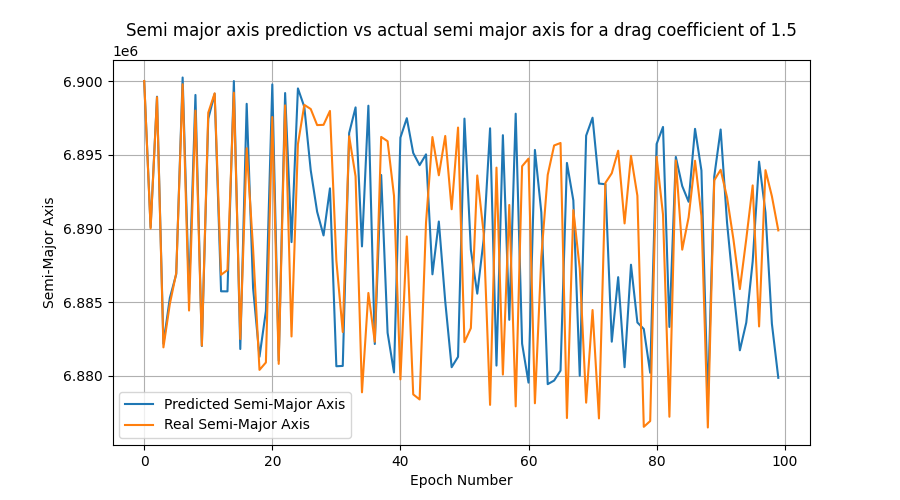 Semi major axis prediction vs actual semi major axis for a drag coefficient of 1.5
1e6
6.900
6.895
6.890
6.885
6.880
Semi-Major Axis
Predicted Semi-Major Axis
Real Semi-Major Axis
0 20 40 60 80 100
Epoch Number